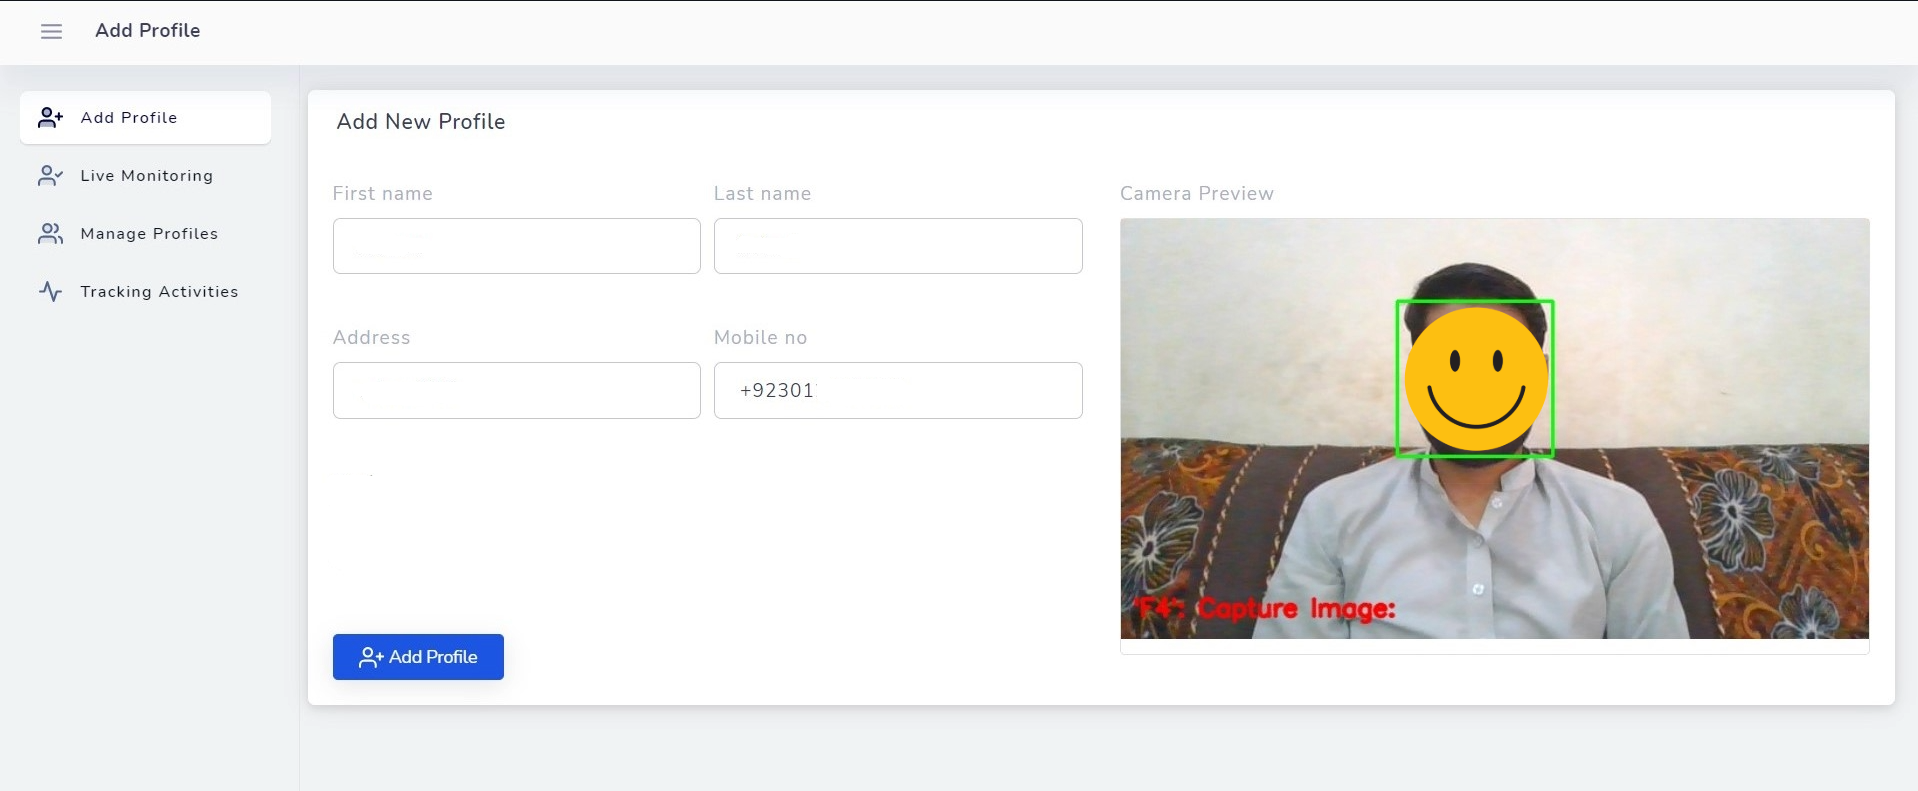 Add Profile
Add Profile
Live Monitoring
Manage Profiles
Tracking Activities
Add New Profile
First name
Last name
Address
Mobile no
+92301
Add Profile
Camera Preview
'F4': Capture Image: